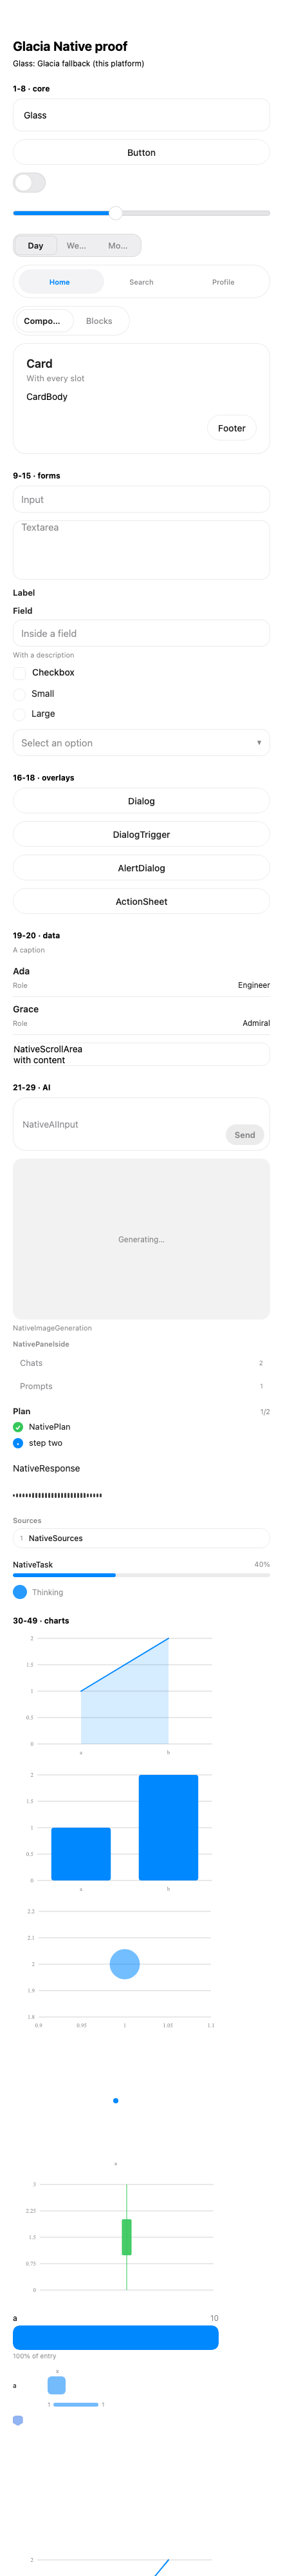 Glacia Native proof
Glass: Glacia fallback (this platform)
1-8 · core
Glass
Button
Day We... Mo...
Home Search Profile
Compo... Blocks
Card
With every slot
CardBody
Footer
9-15 · forms
Input
Textarea
Label
Field
Inside a field
With a description
Checkbox
Small
Large
Select an option
16-18 · overlays
Dialog
DialogTrigger
AlertDialog
ActionSheet
19-20 · data
A caption
Ada
Role Engineer
Grace
Role Admiral
NativeScrollArea
with content
21-29 · AI
NativeAIInput
Send
Generating...
NativeImageGeneration
NativePanelside
Chats 2
Prompts 1
Plan 1/2
NativePlan
step two
NativeResponse
Sources
1 NativeSources
NativeTask 40%
Thinking
30-49 · charts
2
1.5
1
0.5
0
a b
2
1.5
1
0.5
0
a b
2.2
2.1
2
1.9
1.8
0.9 0.95 1 1.05 1.1
3
2.25
1.5
0.75
0
a 10
100% of entry
a
1 1
2